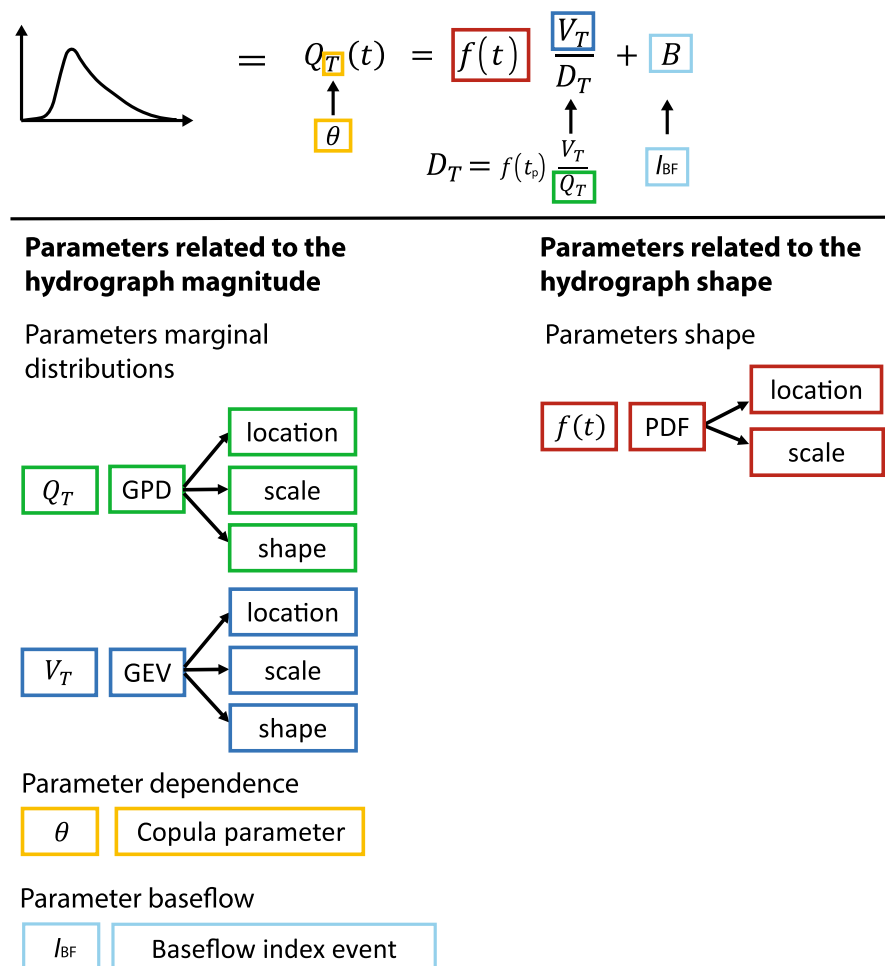 = Q_T(t) = f(t) V_T/D_T + B
θ
D_T = f(t_p) V_T/Q_T
I_BF
Parameters related to the
hydrograph magnitude
Parameters marginal
distributions
Q_T GPD
location
scale
shape
V_T GEV
location
scale
shape
Parameter dependence
θ Copula parameter
Parameter baseflow
I_BF Baseflow index event
Parameters related to the
hydrograph shape
Parameters shape
f(t) PDF
location
scale